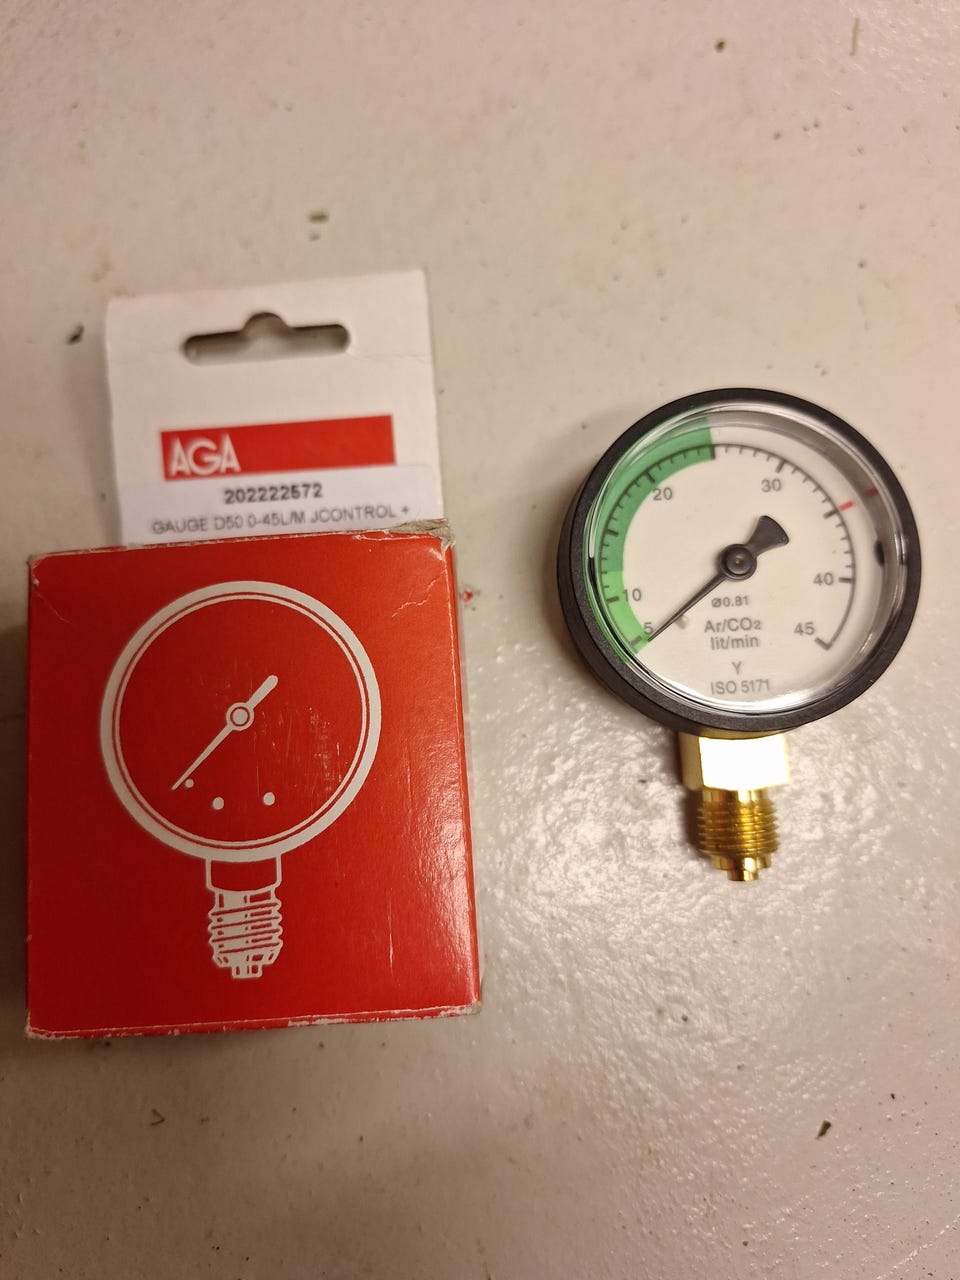 AGA
202222572
GAUGE D50 0-45L/M JCONTROL +
5
10
20
30
40
45
Ø0.81
Ar/CO2
lit/min
Y
ISO 5171